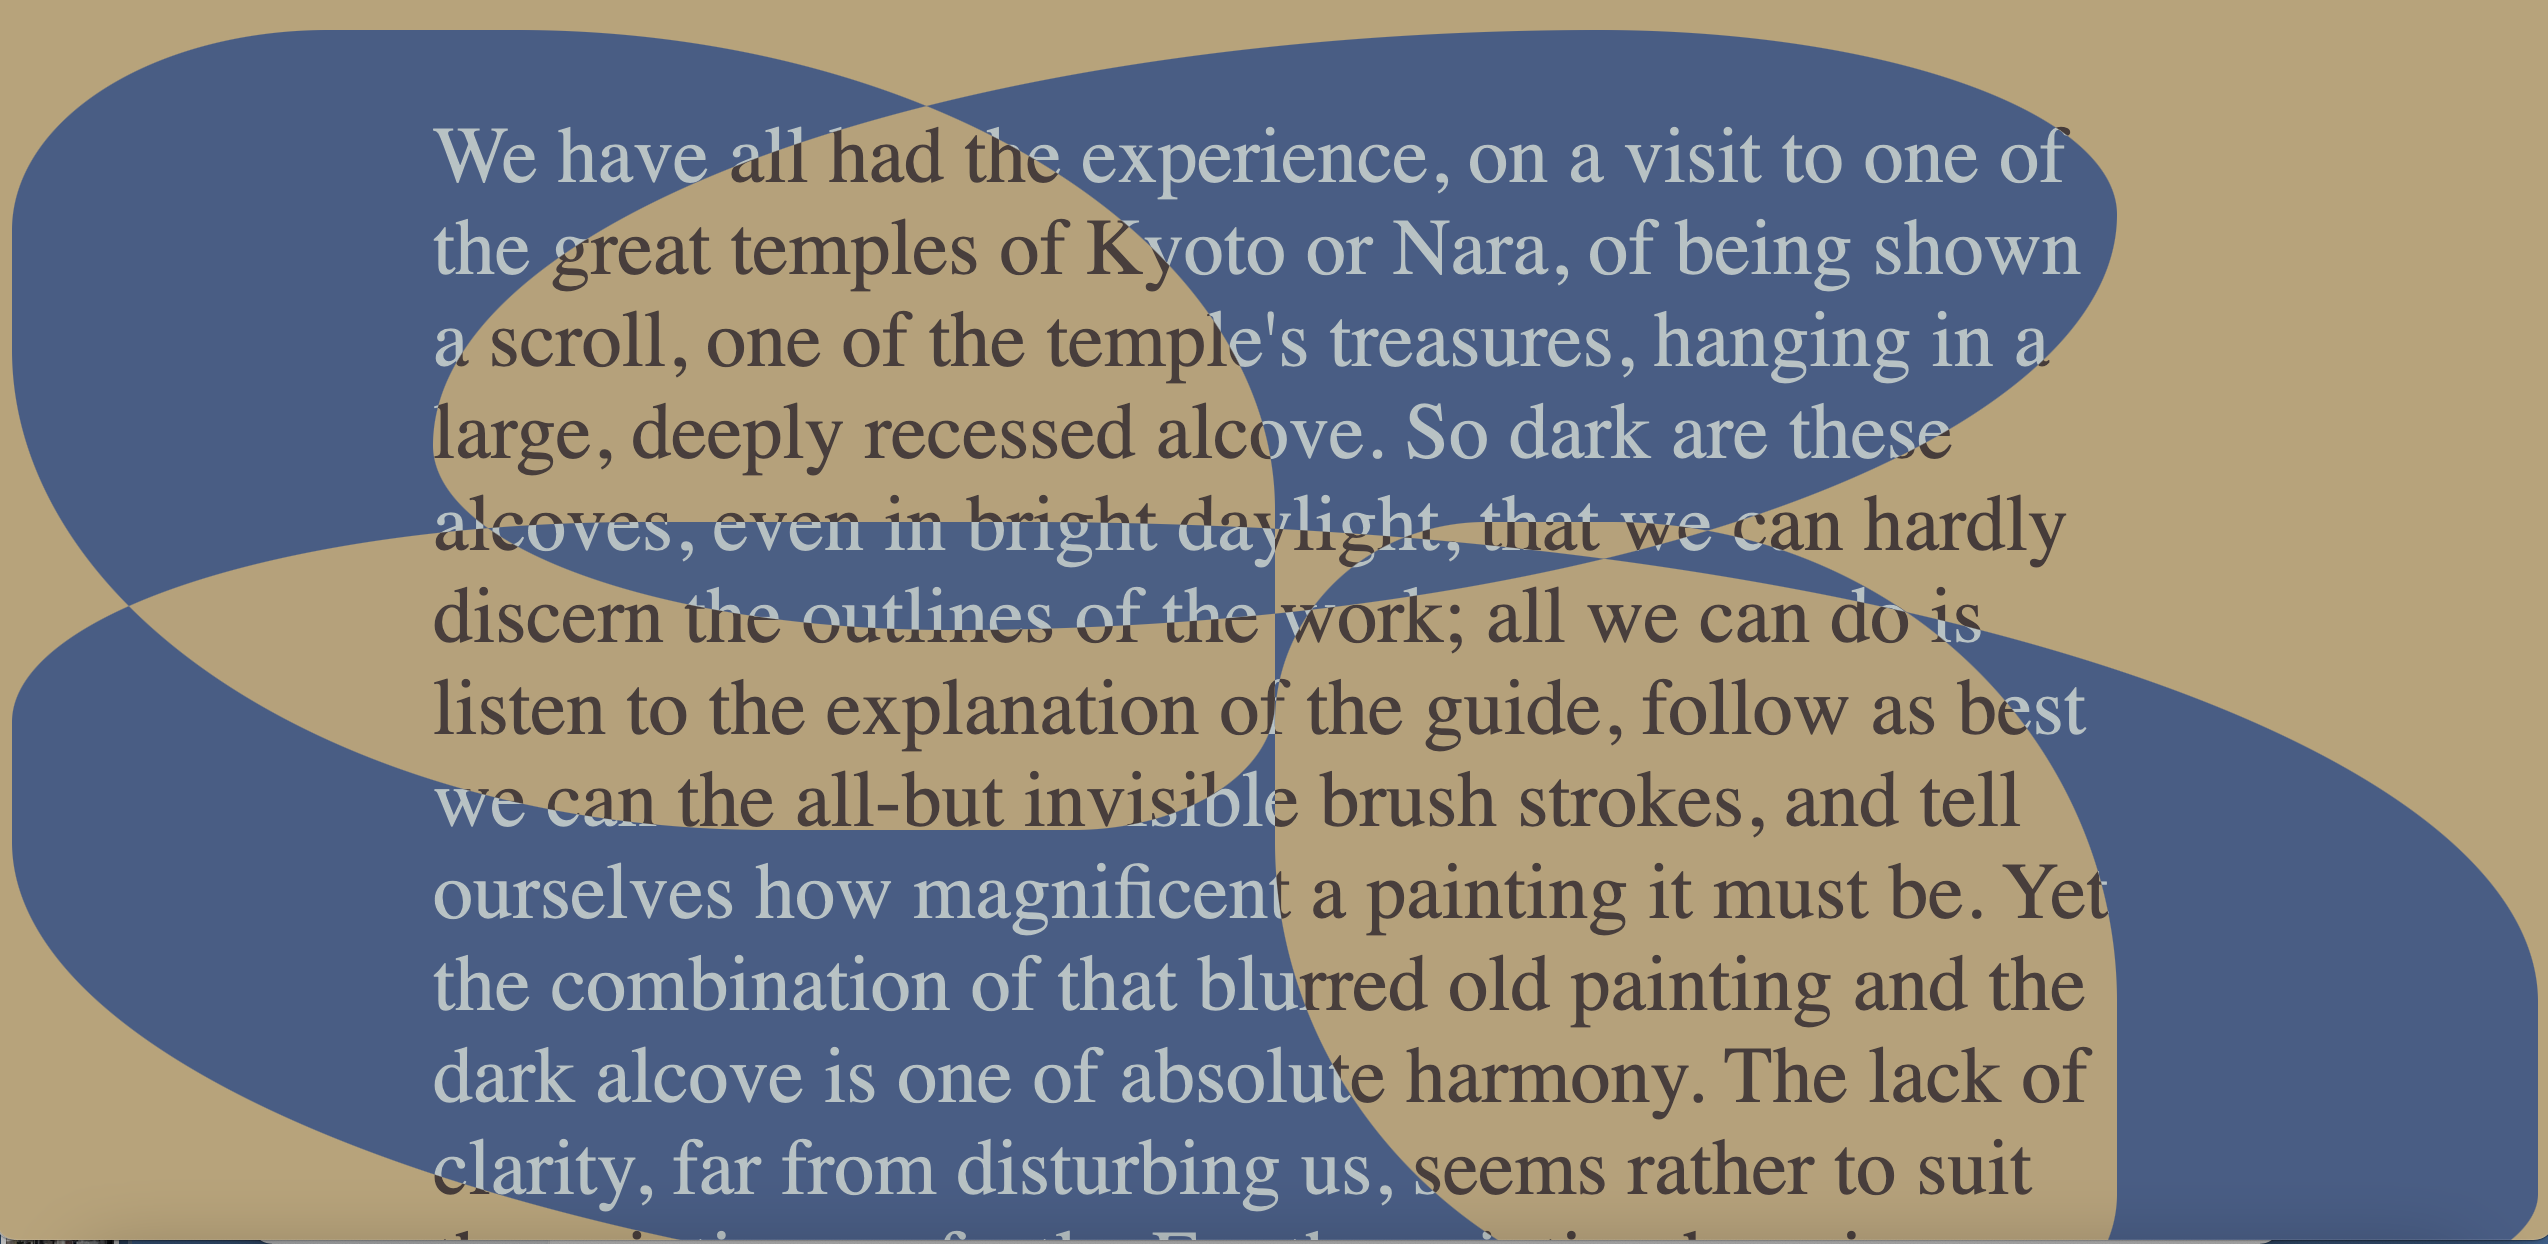 We have all had the experience, on a visit to one of
the great temples of Kyoto or Nara, of being shown
a scroll, one of the temple's treasures, hanging in a
large, deeply recessed alcove. So dark are these
alcoves, even in bright daylight, that we can hardly
discern the outlines of the work; all we can do is
listen to the explanation of the guide, follow as best
we can the all-but invisible brush strokes, and tell
ourselves how magnificent a painting it must be. Yet
the combination of that blurred old painting and the
dark alcove is one of absolute harmony. The lack of
clarity, far from disturbing us, seems rather to suit